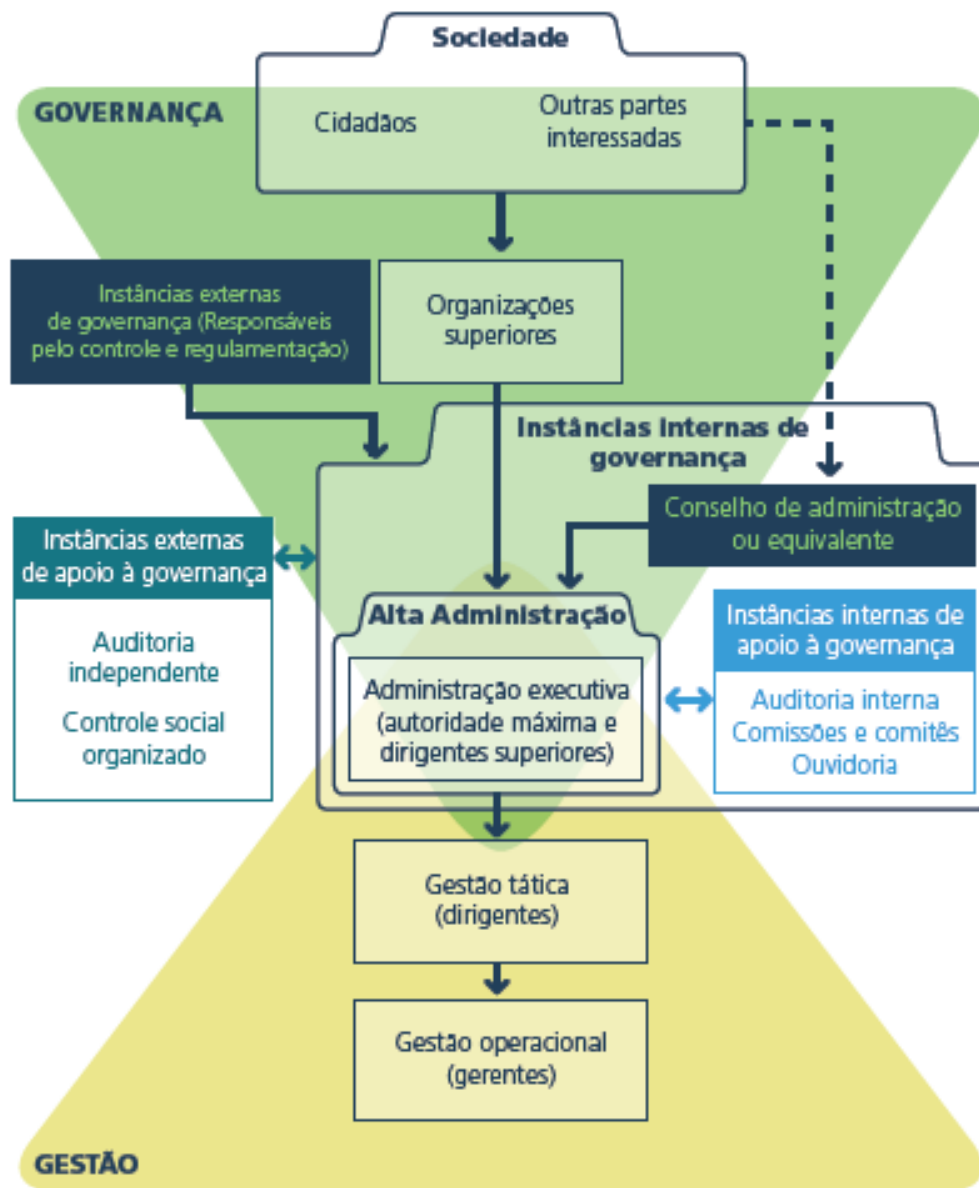 Sociedade
GOVERNANÇA
Cidadãos
Outras partes
interessadas
Instâncias externas
de governança (Responsáveis
pelo controle e regulamentação)
Organizações
superiores
Instâncias internas de
governança
Conselho de administração
ou equivalente
Instâncias externas
de apoio à governança
Auditoria
independente
Controle social
organizado
Alta Administração
Administração executiva
(autoridade máxima e
dirigentes superiores)
Instâncias internas de
apoio à governança
Auditoria interna
Comissões e comitês
Ouvidoria
Gestão tática
(dirigentes)
Gestão operacional
(gerentes)
GESTÃO